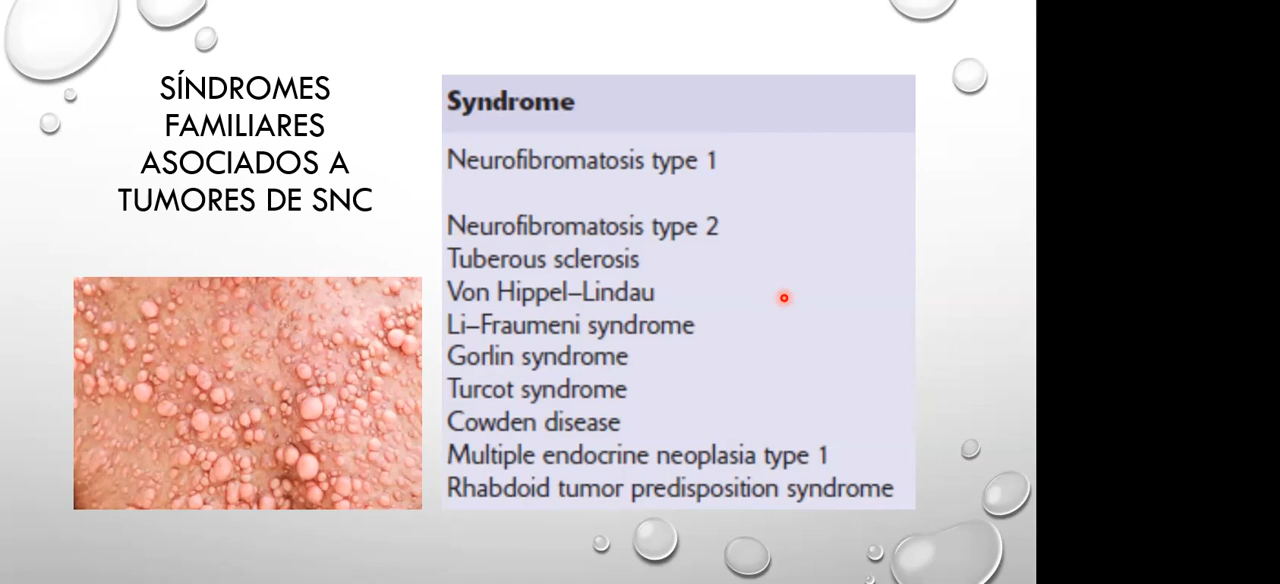 SÍNDROMES
FAMILIARES
ASOCIADOS A
TUMORES DE SNC
Syndrome
Neurofibromatosis type 1
Neurofibromatosis type 2
Tuberous sclerosis
Von Hippel–Lindau
Li–Fraumeni syndrome
Gorlin syndrome
Turcot syndrome
Cowden disease
Multiple endocrine neoplasia type 1
Rhabdoid tumor predisposition syndrome